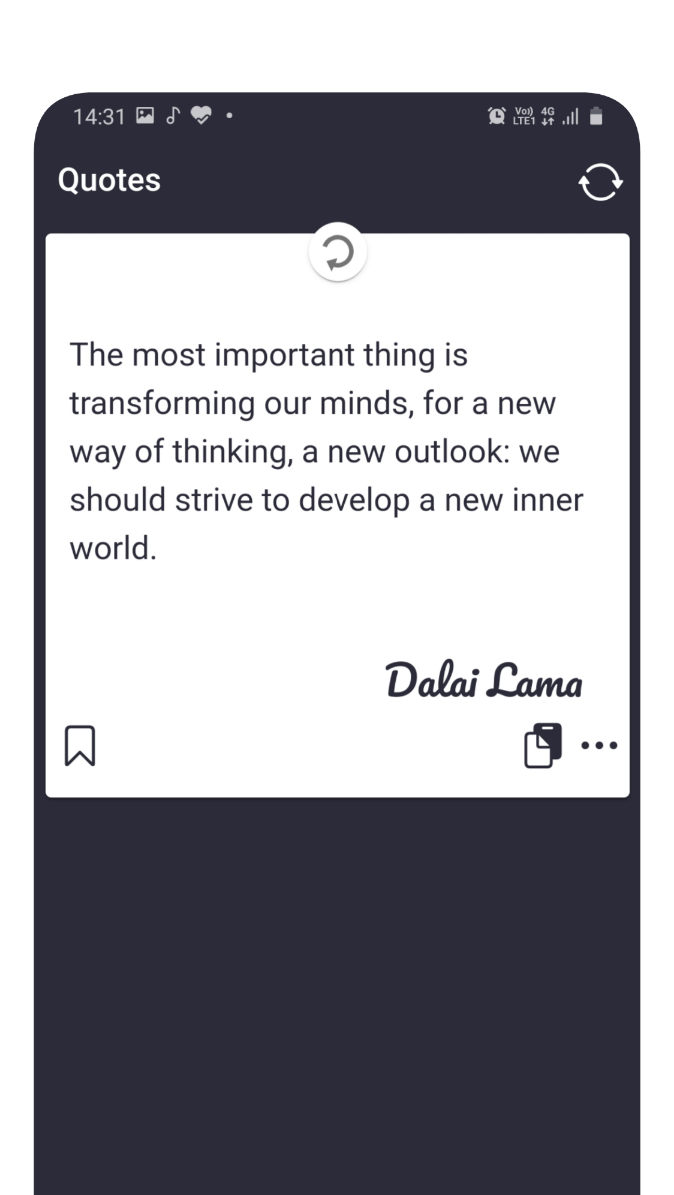 14:31 Vo)) LTE1 4G
Quotes
The most important thing is
transforming our minds, for a new
way of thinking, a new outlook: we
should strive to develop a new inner
world.
Dalai Lama